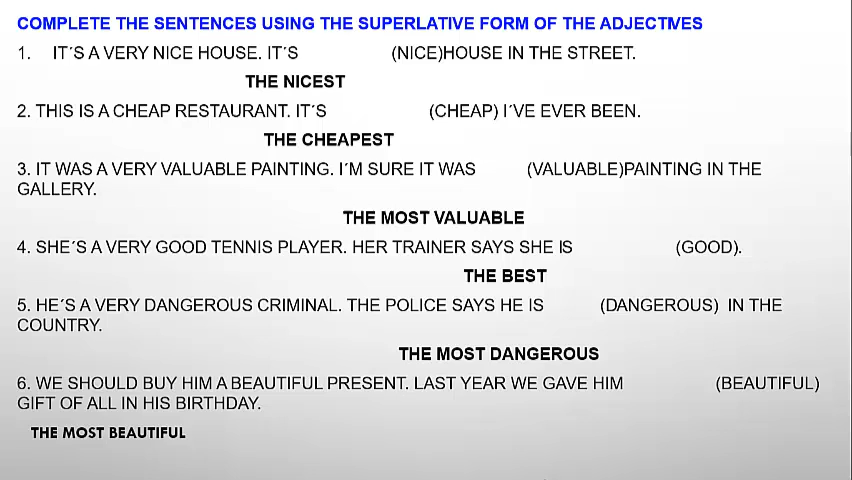 COMPLETE THE SENTENCES USING THE SUPERLATIVE FORM OF THE ADJECTIVES
1. IT´S A VERY NICE HOUSE. IT´S (NICE)HOUSE IN THE STREET.
THE NICEST
2. THIS IS A CHEAP RESTAURANT. IT´S (CHEAP) I´VE EVER BEEN.
THE CHEAPEST
3. IT WAS A VERY VALUABLE PAINTING. I´M SURE IT WAS (VALUABLE)PAINTING IN THE
GALLERY.
THE MOST VALUABLE
4. SHE´S A VERY GOOD TENNIS PLAYER. HER TRAINER SAYS SHE IS (GOOD).
THE BEST
5. HE´S A VERY DANGEROUS CRIMINAL. THE POLICE SAYS HE IS (DANGEROUS) IN THE
COUNTRY.
THE MOST DANGEROUS
6. WE SHOULD BUY HIM A BEAUTIFUL PRESENT. LAST YEAR WE GAVE HIM (BEAUTIFUL)
GIFT OF ALL IN HIS BIRTHDAY.
THE MOST BEAUTIFUL